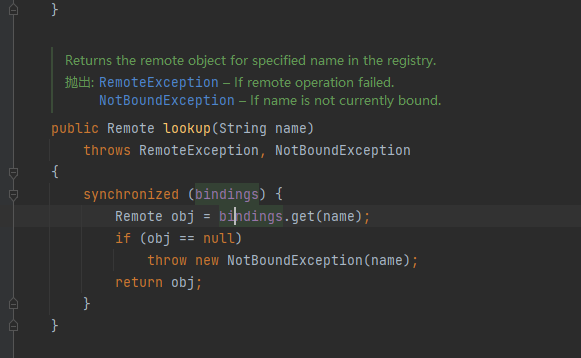 }
Returns the remote object for specified name in the registry.
抛出: RemoteException – If remote operation failed.
NotBoundException – If name is not currently bound.
public Remote lookup(String name)
throws RemoteException, NotBoundException
{
synchronized (bindings) {
Remote obj = bindings.get(name);
if (obj == null)
throw new NotBoundException(name);
return obj;
}
}